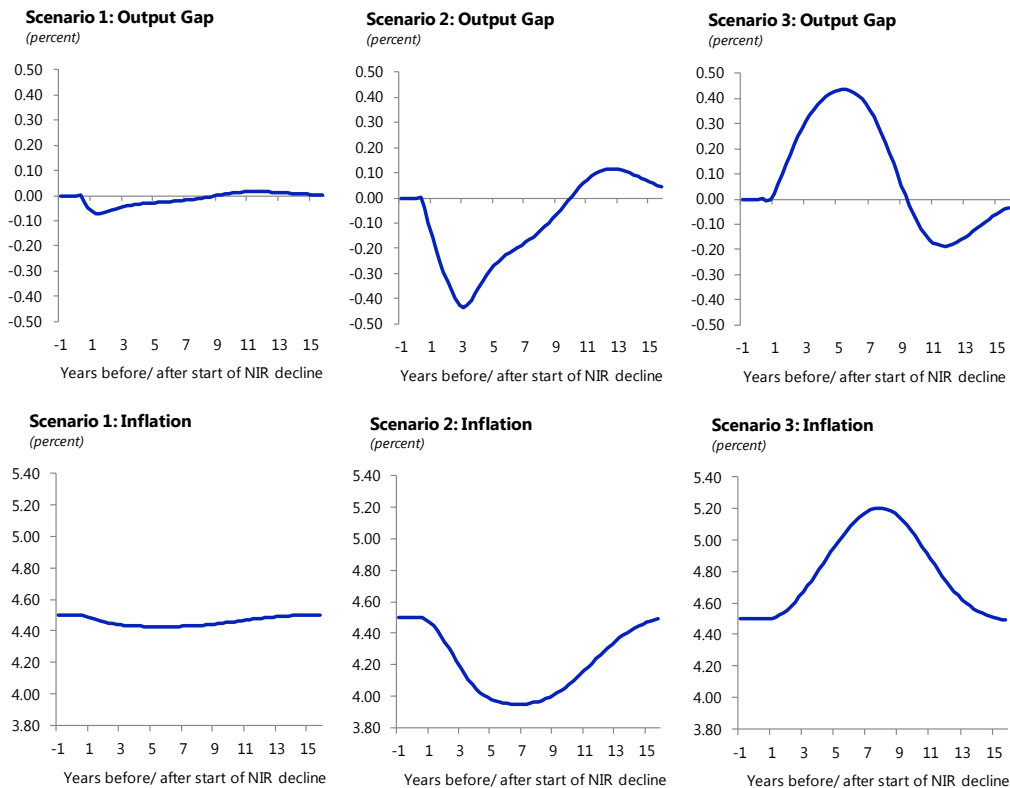 Scenario 1: Output Gap
(percent)
0.50
0.40
0.30
0.20
0.10
0.00
-0.10
-0.20
-0.30
-0.40
-0.50
-1 1 3 5 7 9 11 13 15
Years before/ after start of NIR decline
Scenario 2: Output Gap
(percent)
0.50
0.40
0.30
0.20
0.10
0.00
-0.10
-0.20
-0.30
-0.40
-0.50
-1 1 3 5 7 9 11 13 15
Years before/ after start of NIR decline
Scenario 3: Output Gap
(percent)
0.50
0.40
0.30
0.20
0.10
0.00
-0.10
-0.20
-0.30
-0.40
-0.50
-1 1 3 5 7 9 11 13 15
Years before/ after start of NIR decline
Scenario 1: Inflation
(percent)
5.40
5.20
5.00
4.80
4.60
4.40
4.20
4.00
3.80
-1 1 3 5 7 9 11 13 15
Years before/ after start of NIR decline
Scenario 2: Inflation
(percent)
5.40
5.20
5.00
4.80
4.60
4.40
4.20
4.00
3.80
-1 1 3 5 7 9 11 13 15
Years before/ after start of NIR decline
Scenario 3: Inflation
(percent)
5.40
5.20
5.00
4.80
4.60
4.40
4.20
4.00
3.80
-1 1 3 5 7 9 11 13 15
Years before/ after start of NIR decline